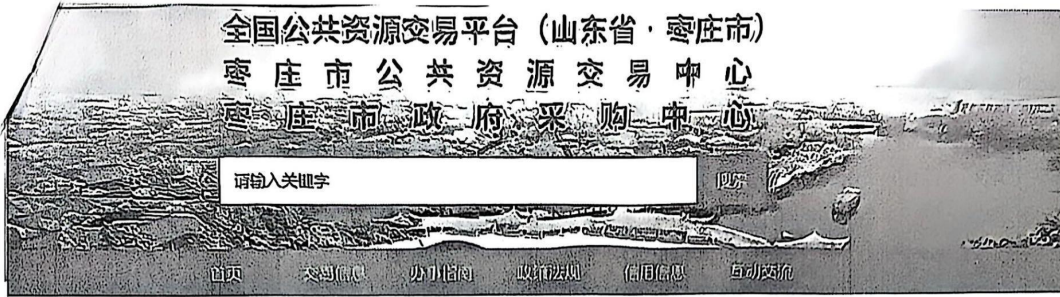 全国公共资源交易平台（山东省·枣庄市）
枣庄市公共资源交易中心
枣庄市政府采购中心
请输入关键字
首页 交易信息 办事指南 政策法规 信用信息 互动交流